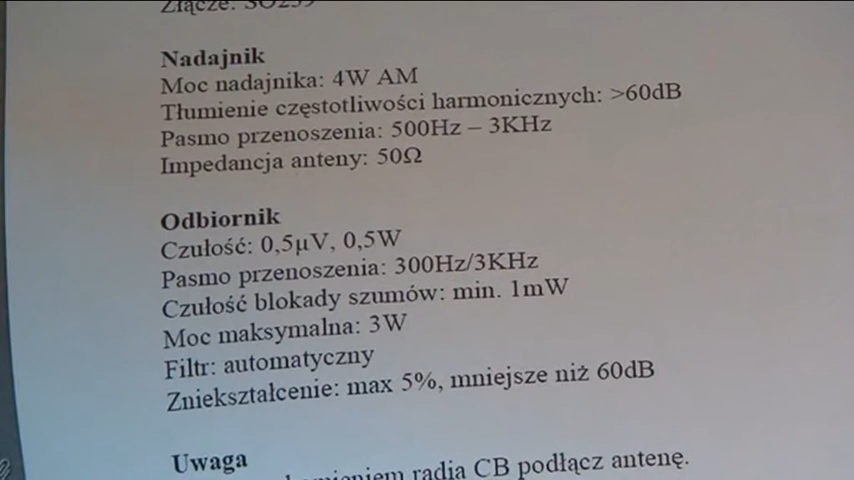 Złącze: SO239
Nadajnik
Moc nadajnika: 4W AM
Tłumienie częstotliwości harmonicznych: >60dB
Pasmo przenoszenia: 500Hz – 3KHz
Impedancja anteny: 50Ω
Odbiornik
Czułość: 0,5µV, 0,5W
Pasmo przenoszenia: 300Hz/3KHz
Czułość blokady szumów: min. 1mW
Moc maksymalna: 3W
Filtr: automatyczny
Zniekształcenie: max 5%, mniejsze niż 60dB
Uwaga
radia CB podłącz antenę.